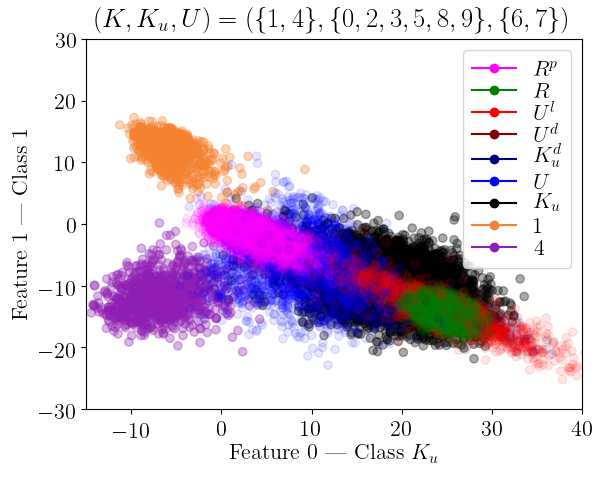 (K, K_u, U) = ({1, 4}, {0, 2, 3, 5, 8, 9}, {6, 7})
30
20
10
0
−10
−20
−30
Feature 1 — Class 1
R^p
R
U^l
U^d
K_u^d
U
K_u
1
4
−10
0
10
20
30
40
Feature 0 — Class K_u